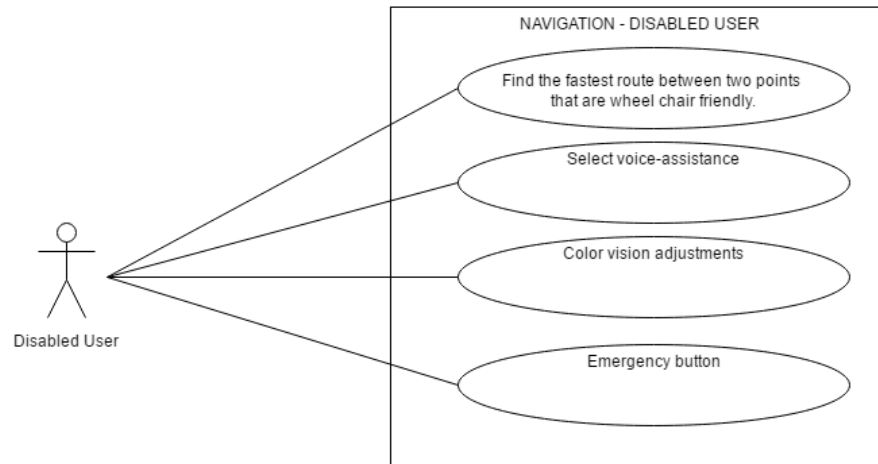 NAVIGATION - DISABLED USER
Find the fastest route between two points
that are wheel chair friendly.
Select voice-assistance
Color vision adjustments
Emergency button
Disabled User